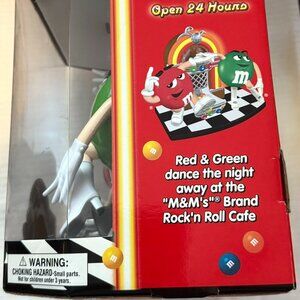 Open 24 Hours
m
Red & Green
dance the night
away at the
"M&M's"® Brand
Rock'n Roll Cafe
⚠ WARNING:
CHOKING HAZARD-Small parts.
Not for children under 3 years.
m
m
m